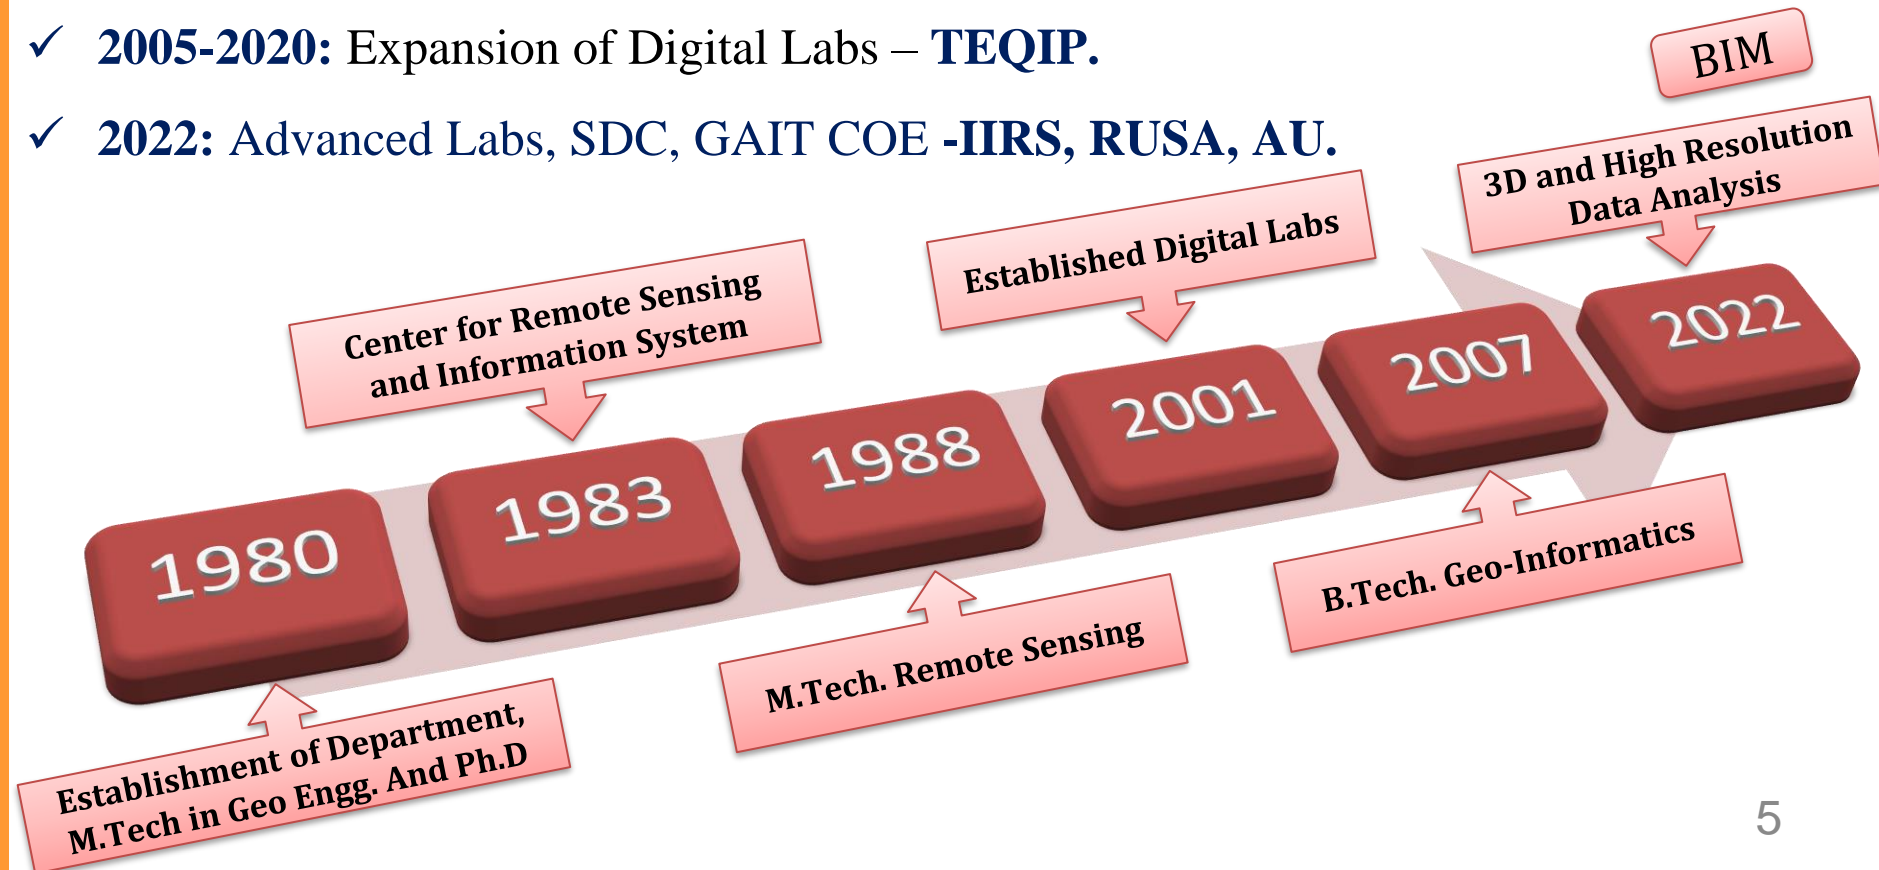 2005-2020: Expansion of Digital Labs – TEQIP.
2022: Advanced Labs, SDC, GAIT COE -IIRS, RUSA, AU.
BIM
3D and High Resolution
Data Analysis
Established Digital Labs
Center for Remote Sensing
and Information System
2022
2007
2001
1988
1983
1980
B.Tech. Geo-Informatics
M.Tech. Remote Sensing
Establishment of Department,
M.Tech in Geo Engg. And Ph.D
5